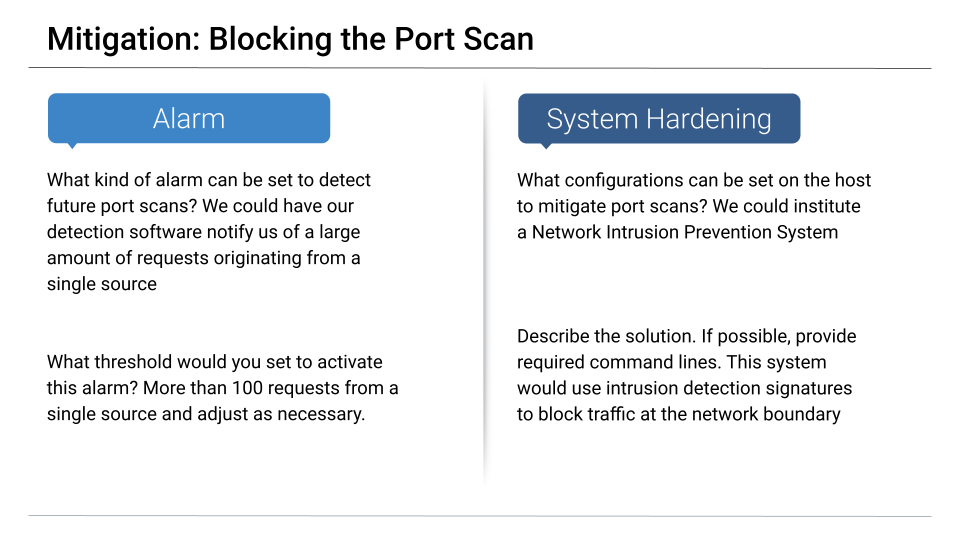 Mitigation: Blocking the Port Scan
Alarm
What kind of alarm can be set to detect
future port scans? We could have our
detection software notify us of a large
amount of requests originating from a
single source
What threshold would you set to activate
this alarm? More than 100 requests from a
single source and adjust as necessary.
System Hardening
What configurations can be set on the host
to mitigate port scans? We could institute
a Network Intrusion Prevention System
Describe the solution. If possible, provide
required command lines. This system
would use intrusion detection signatures
to block traffic at the network boundary